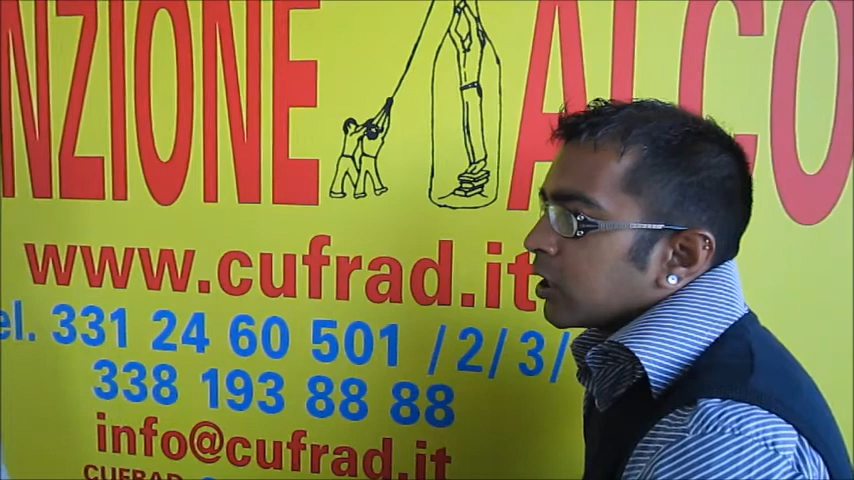 NZIONE ALCO
www.cufrad.it
tel. 331 24 60 501 /2/3/
338 193 88 88
info@cufrad.it
CUFRAD